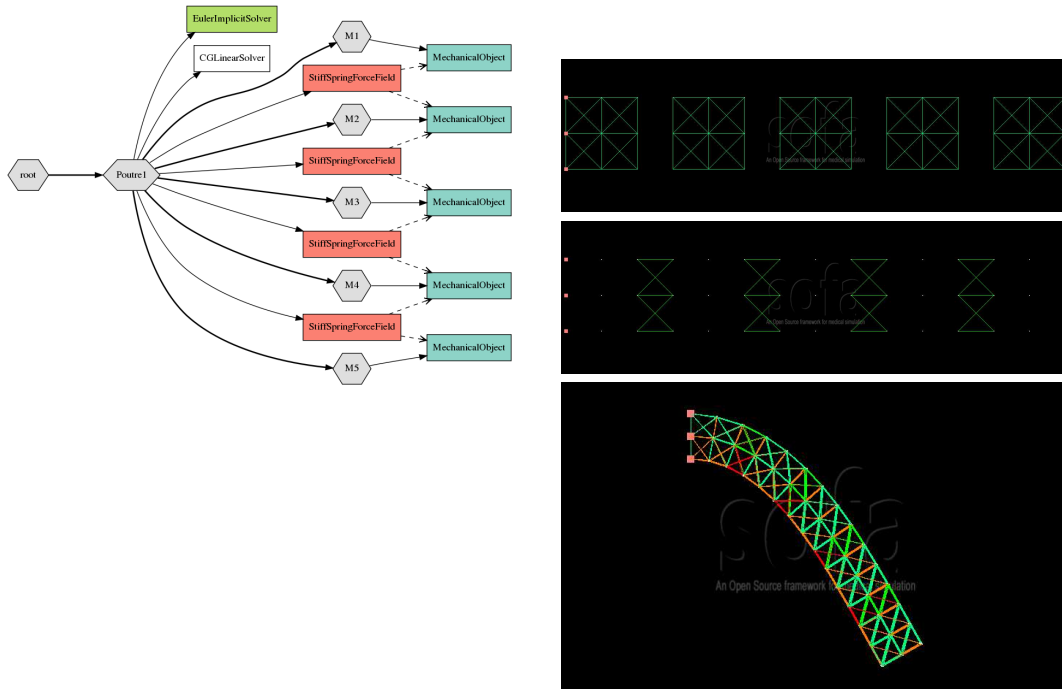 EulerImplicitSolver
CGLinearSolver
M1
MechanicalObject
StiffSpringForceField
MechanicalObject
M2
StiffSpringForceField
root
Poutre1
M3
MechanicalObject
StiffSpringForceField
M4
MechanicalObject
StiffSpringForceField
MechanicalObject
M5
sofa
An Open Source framework for medical simulation
sofa
An Open Source framework for medical simulation
sofa
An Open Source framework for medical simulation